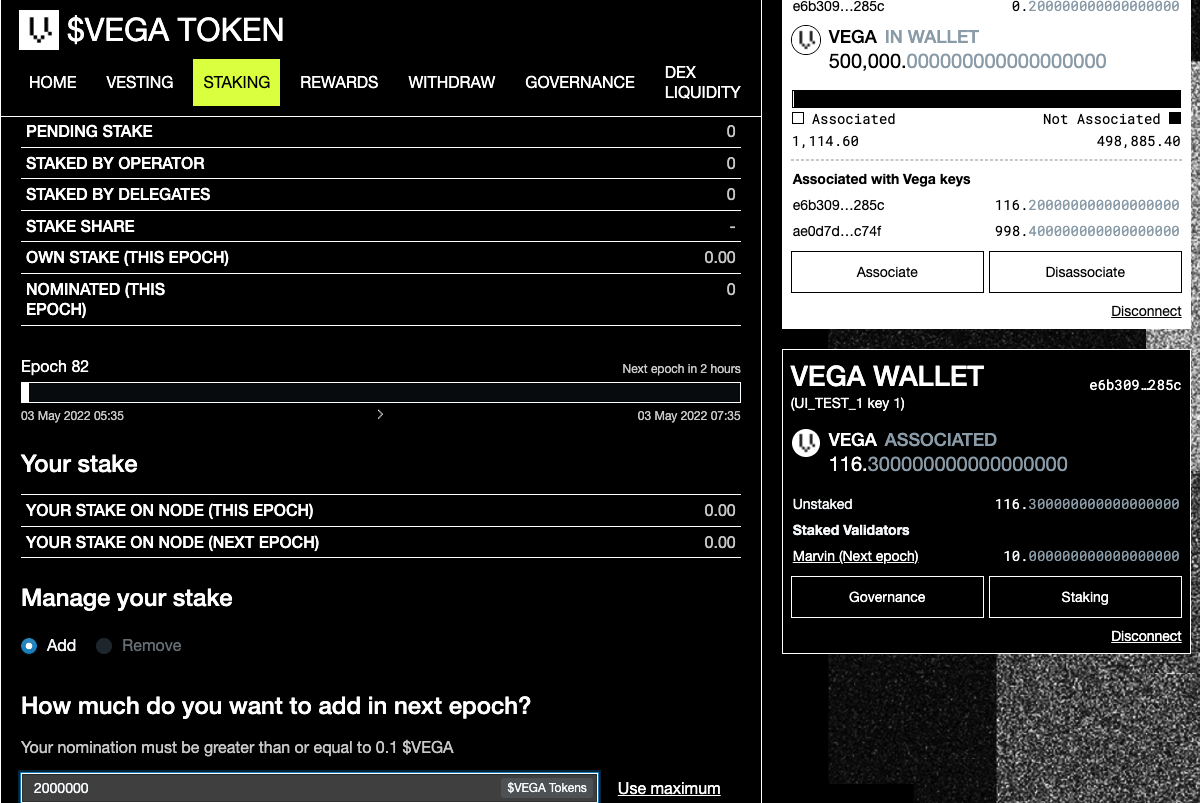 $VEGA TOKEN
HOME VESTING STAKING REWARDS WITHDRAW GOVERNANCE DEX
LIQUIDITY
PENDING STAKE 0
STAKED BY OPERATOR 0
STAKED BY DELEGATES 0
STAKE SHARE -
OWN STAKE (THIS EPOCH) 0.00
NOMINATED (THIS 0
EPOCH)
Epoch 82 Next epoch in 2 hours
03 May 2022 05:35 > 03 May 2022 07:35
Your stake
YOUR STAKE ON NODE (THIS EPOCH) 0.00
YOUR STAKE ON NODE (NEXT EPOCH) 0.00
Manage your stake
Add Remove
How much do you want to add in next epoch?
Your nomination must be greater than or equal to 0.1 $VEGA
2000000 $VEGA Tokens Use maximum
e6b309…285c 0.200000000000000000
VEGA IN WALLET
500,000.000000000000000000
Associated Not Associated
1,114.60 498,885.40
Associated with Vega keys
e6b309…285c 116.200000000000000000
ae0d7d…c74f 998.400000000000000000
Associate Disassociate
Disconnect
VEGA WALLET e6b309…285c
(UI_TEST_1 key 1)
VEGA ASSOCIATED
116.300000000000000000
Unstaked 116.300000000000000000
Staked Validators
Marvin (Next epoch) 10.000000000000000000
Governance Staking
Disconnect